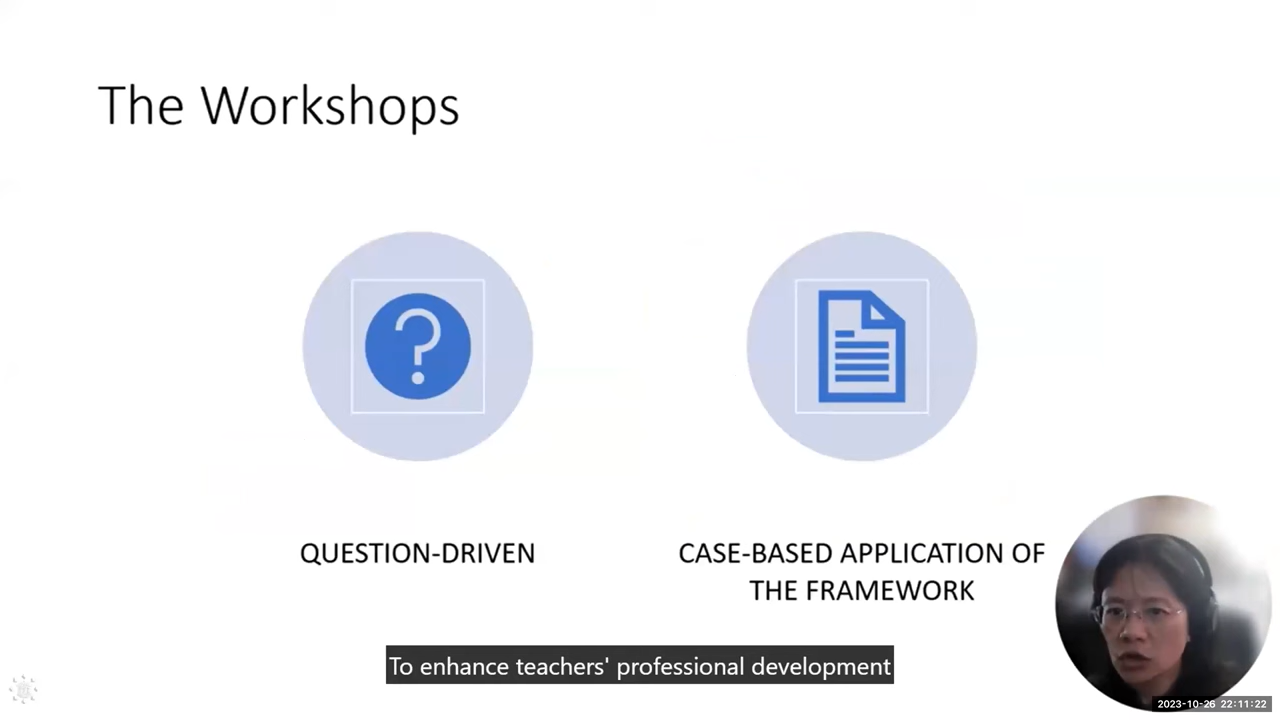 The Workshops
?
QUESTION-DRIVEN
CASE-BASED APPLICATION OF
THE FRAMEWORK
To enhance teachers' professional development
2023-10-26 22:11:22